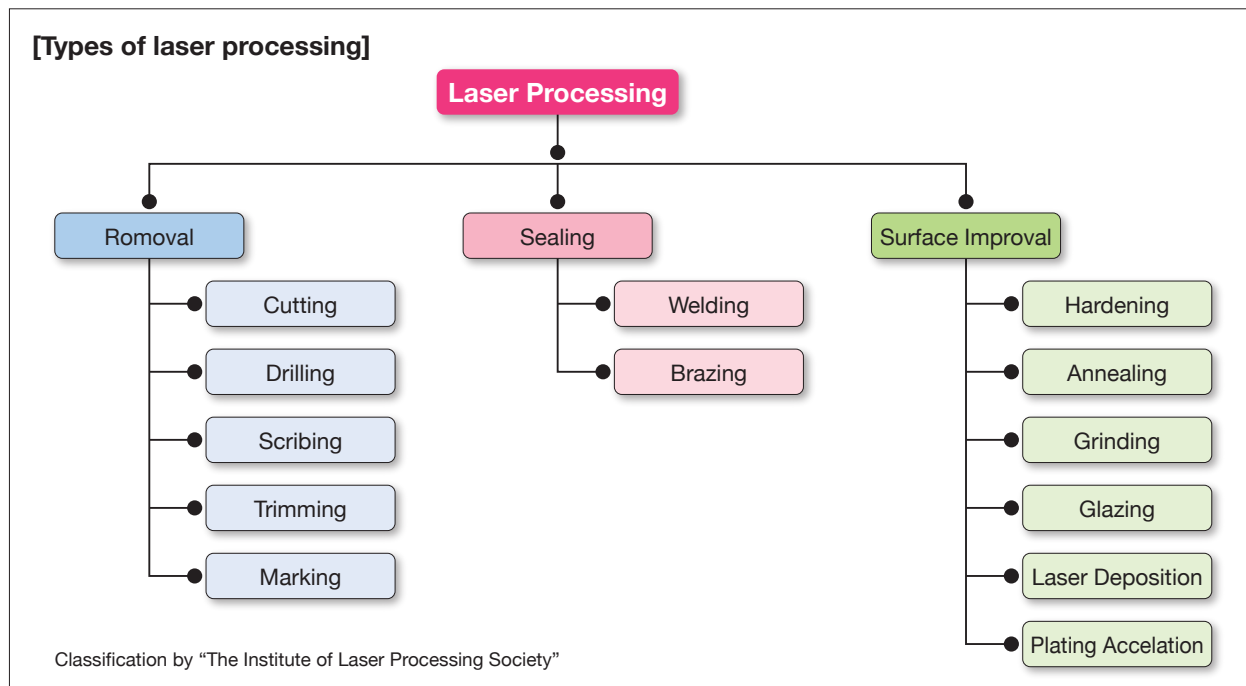 [Types of laser processing]
Laser Processing
Romoval
Cutting
Drilling
Scribing
Trimming
Marking
Sealing
Welding
Brazing
Surface Improval
Hardening
Annealing
Grinding
Glazing
Laser Deposition
Plating Accelation
Classification by “The Institute of Laser Processing Society”